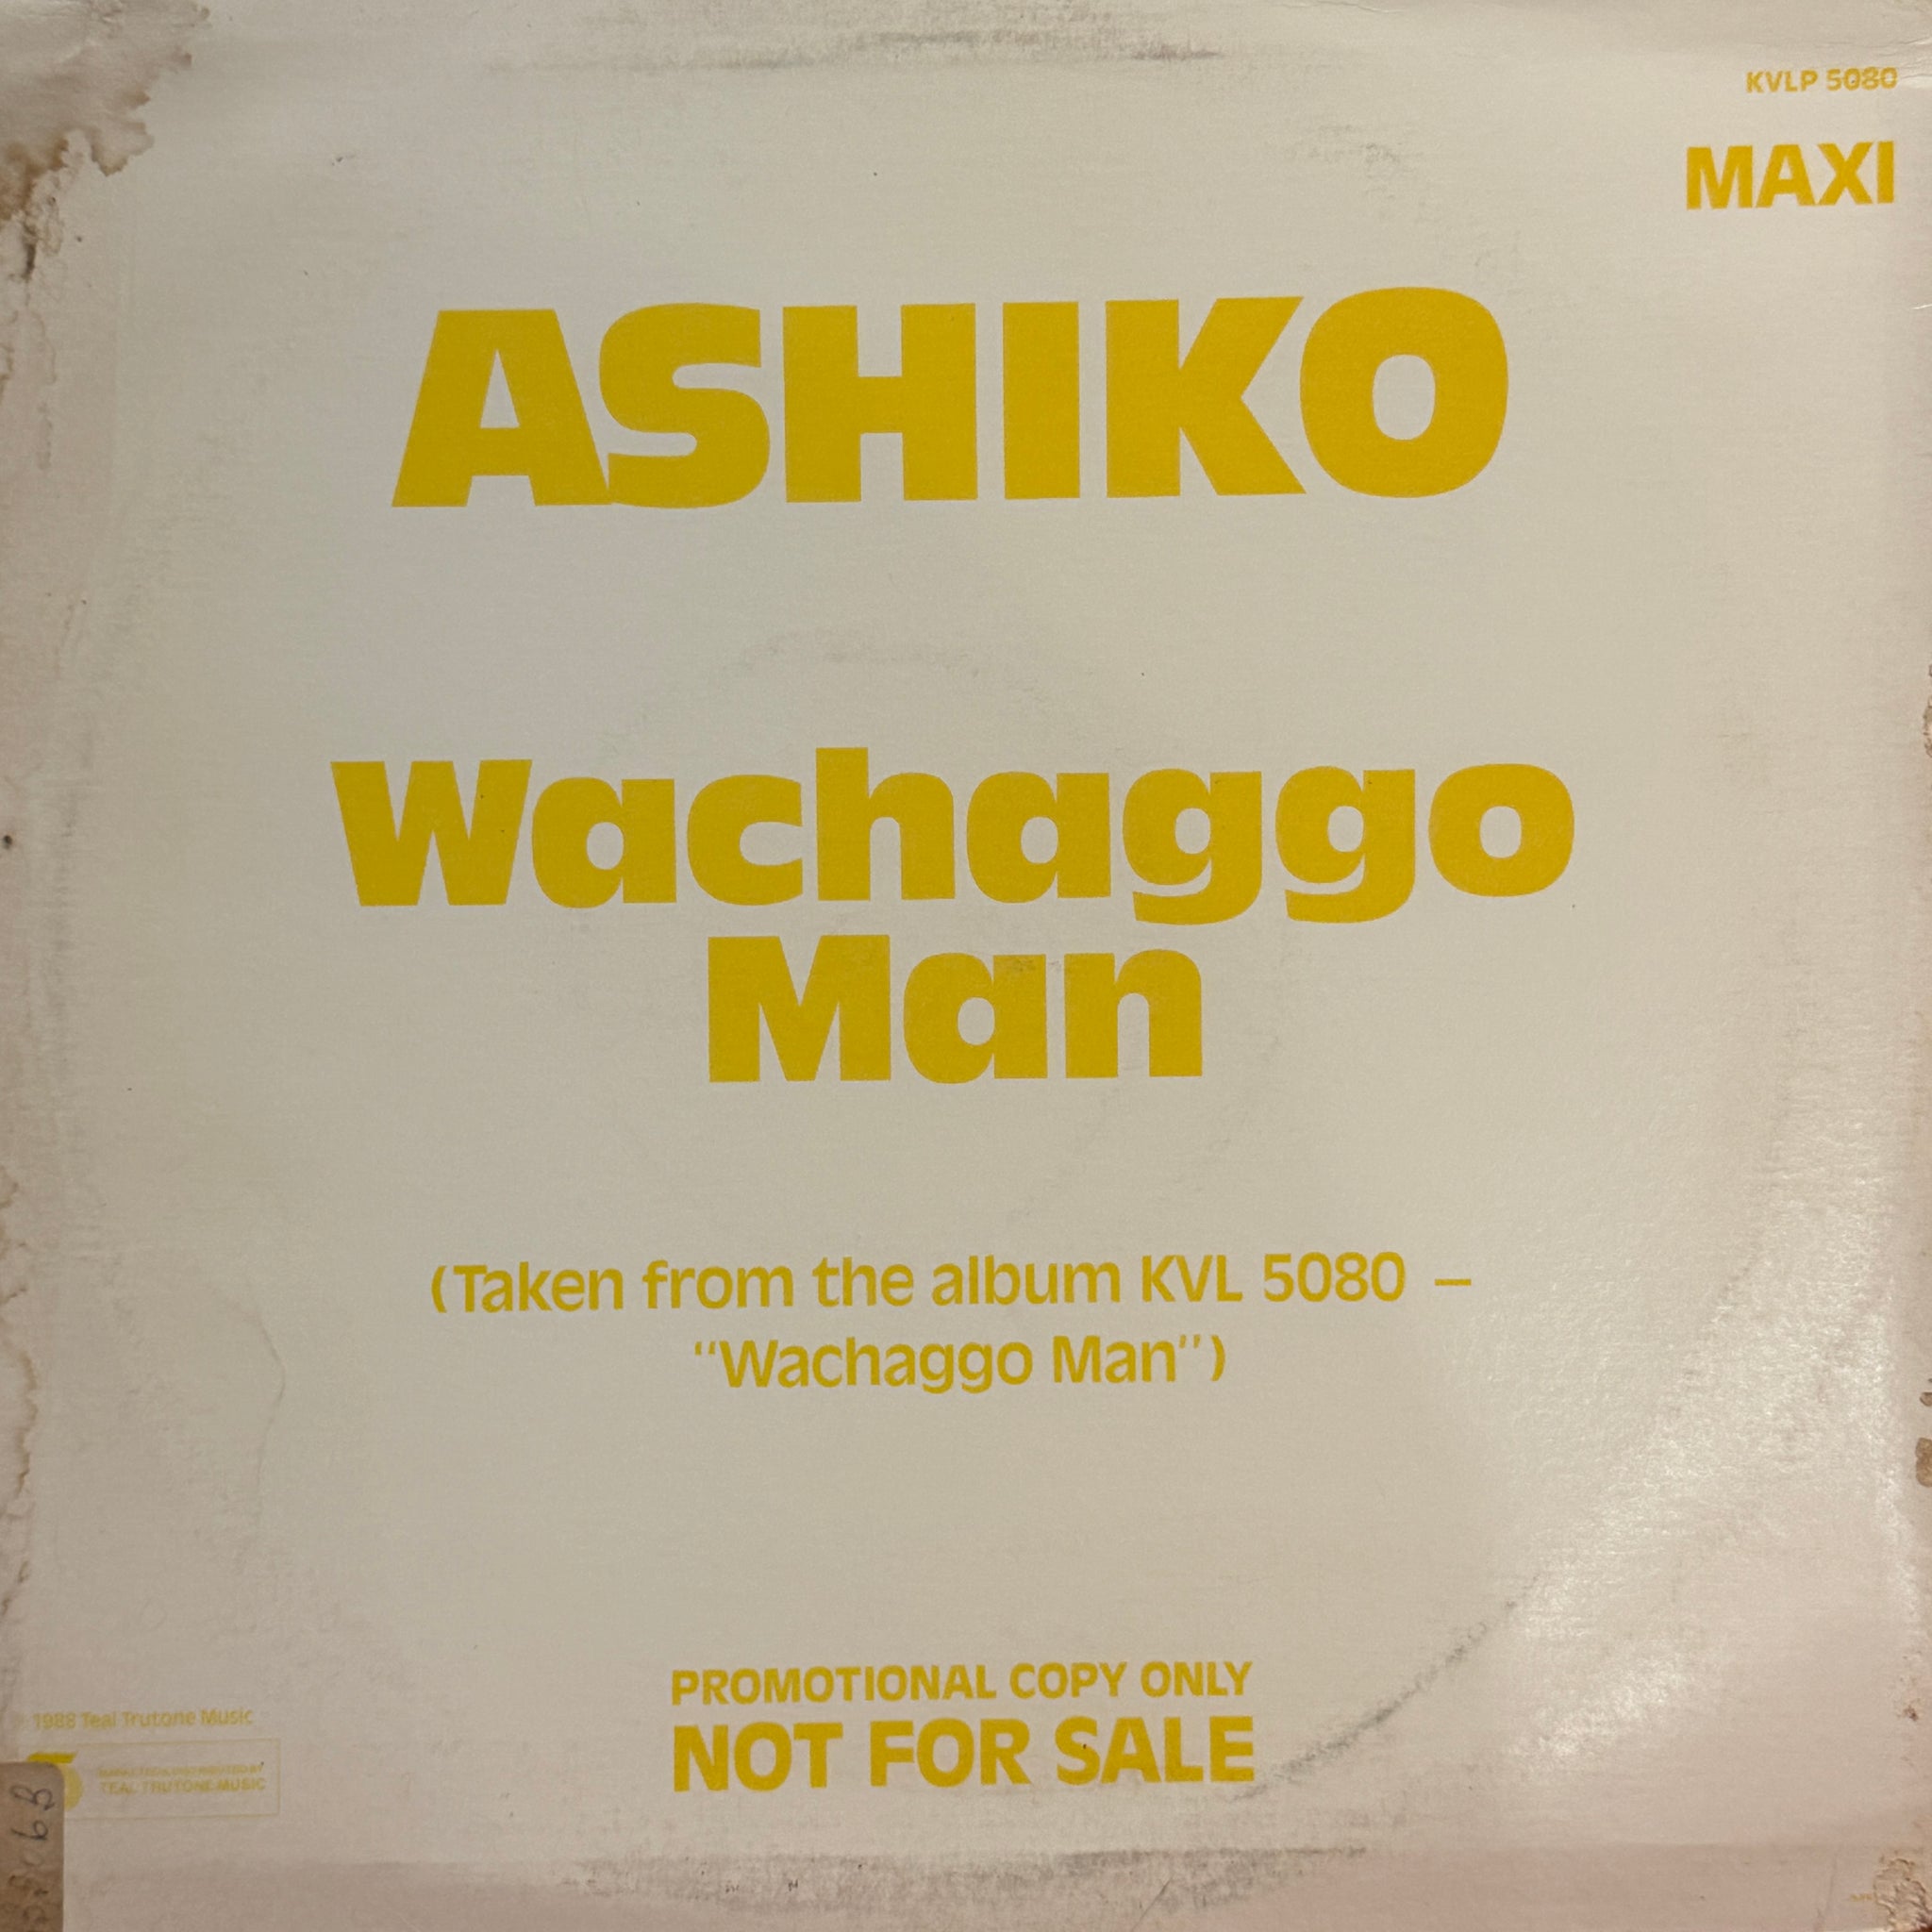 KVLP 5080
MAXI
ASHIKO
Wachaggo
Man
(Taken from the album KVL 5080 –
“Wachaggo Man”)
PROMOTIONAL COPY ONLY
NOT FOR SALE
1988 Teal Trutone Music
TEAL TRUTONE MUSIC